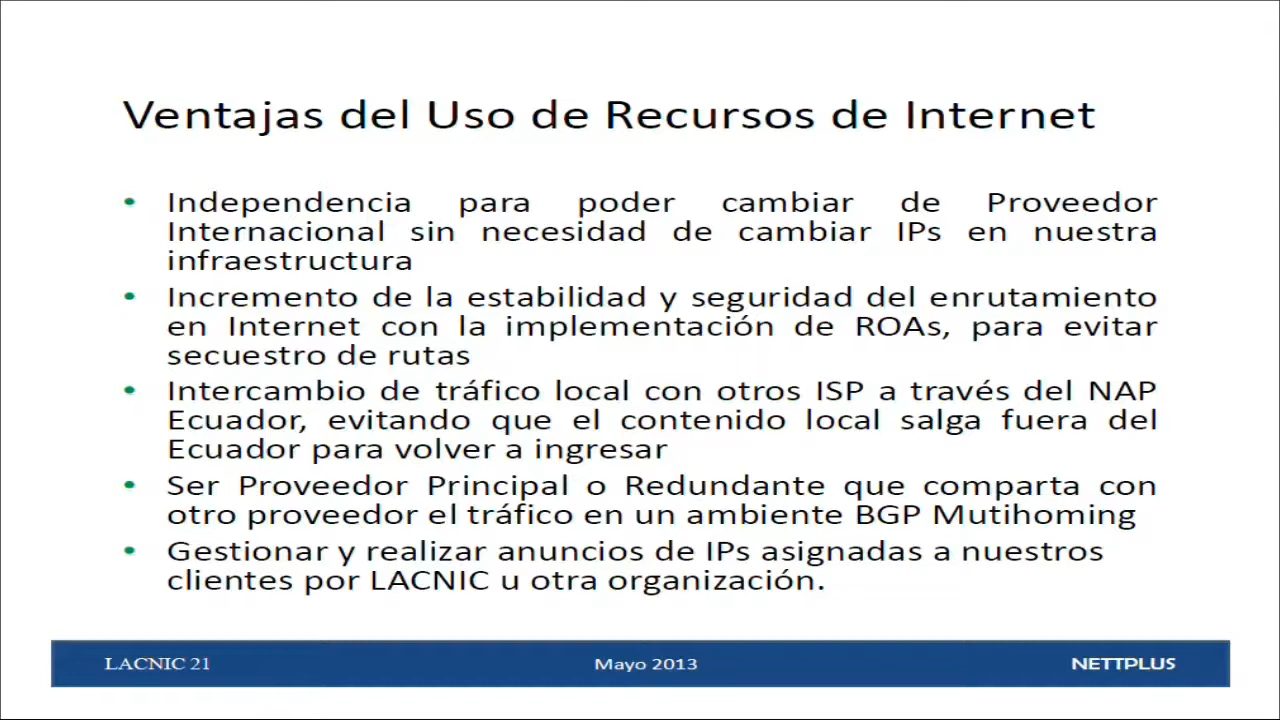 Ventajas del Uso de Recursos de Internet
• Independencia para poder cambiar de Proveedor
Internacional sin necesidad de cambiar IPs en nuestra
infraestructura
• Incremento de la estabilidad y seguridad del enrutamiento
en Internet con la implementación de ROAs, para evitar
secuestro de rutas
• Intercambio de tráfico local con otros ISP a través del NAP
Ecuador, evitando que el contenido local salga fuera del
Ecuador para volver a ingresar
• Ser Proveedor Principal o Redundante que comparta con
otro proveedor el tráfico en un ambiente BGP Mutihoming
• Gestionar y realizar anuncios de IPs asignadas a nuestros
clientes por LACNIC u otra organización.
LACNIC 21
Mayo 2013
NETTPLUS